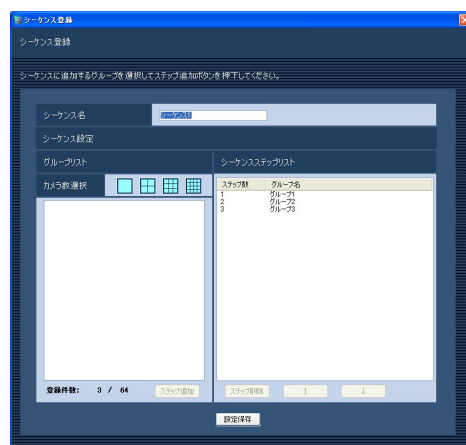 シーケンス登録
シーケンス登録
シーケンスに追加するグループを選択してステップ追加ボタンを押下してください。
シーケンス名
シーケンス1
シーケンス設定
グループリスト
シーケンスステップリスト
カメラ数選択
ステップ数 グループ名
1 グループ1
2 グループ2
3 グループ3
登録件数: 3 / 64
ステップ追加
ステップ削除
↑
↓
設定保存